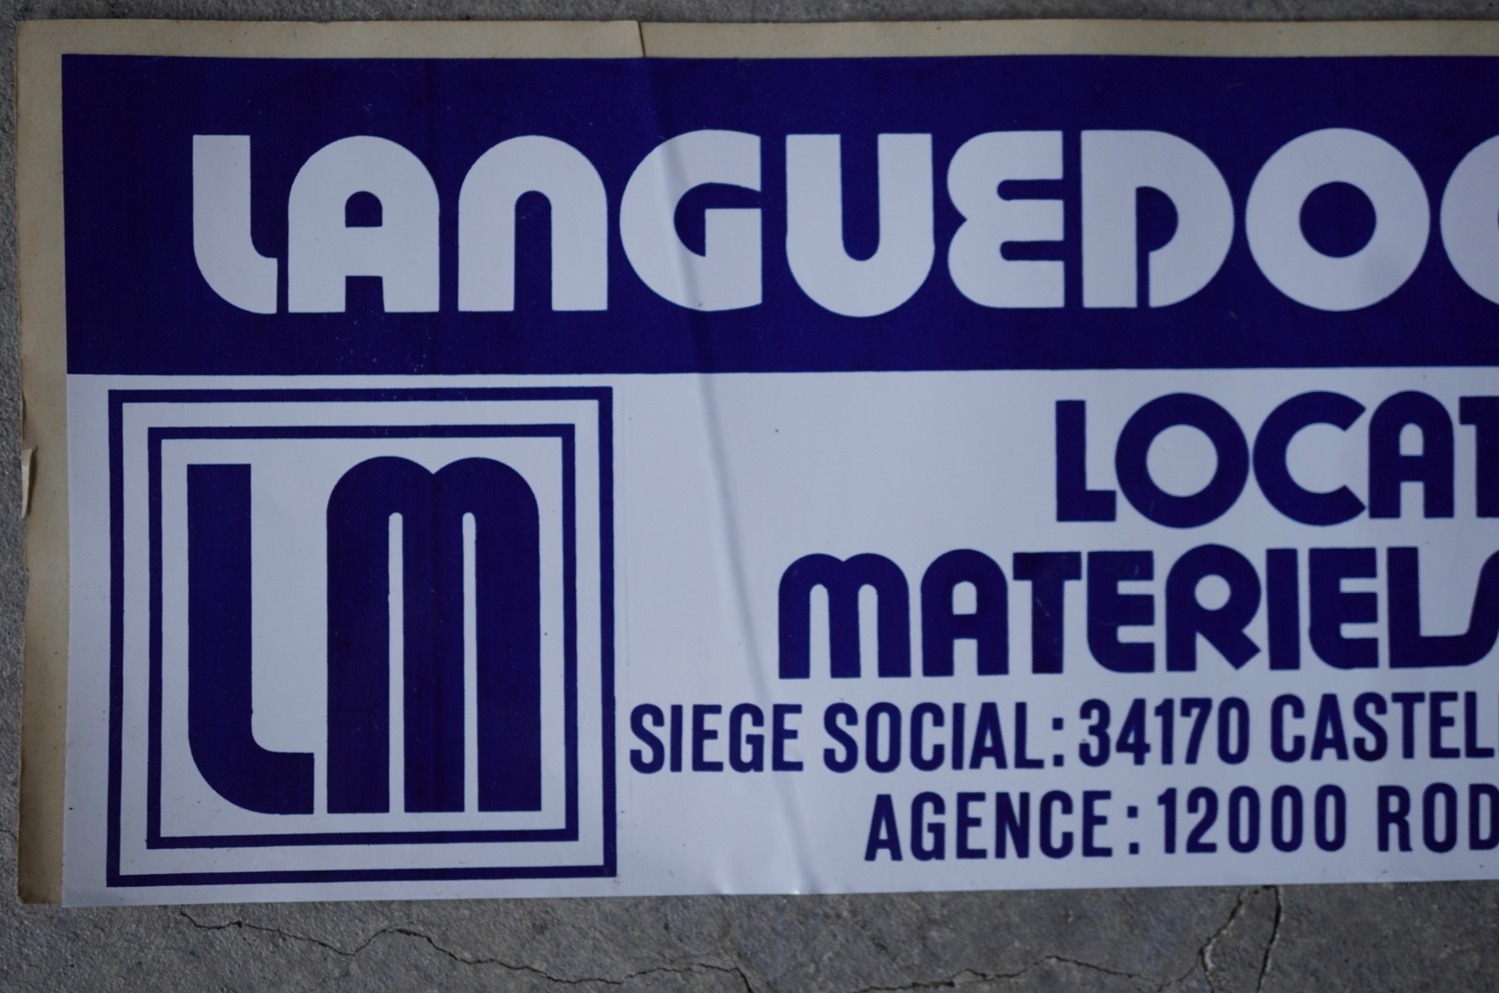 LANGUEDOC
LM
LOCAT
MATERIELS
SIEGE SOCIAL: 34170 CASTEL
AGENCE: 12000 ROD